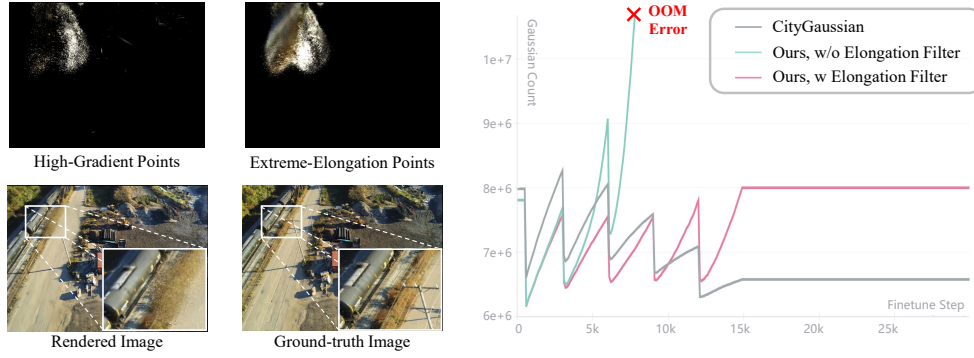 High-Gradient Points
Extreme-Elongation Points
Rendered Image
Ground-truth Image
OOM
Error
CityGaussian
Ours, w/o Elongation Filter
Ours, w Elongation Filter
Gaussian Count
1e+7
9e+6
8e+6
7e+6
6e+6
Finetune Step
0
5k
10k
15k
20k
25k